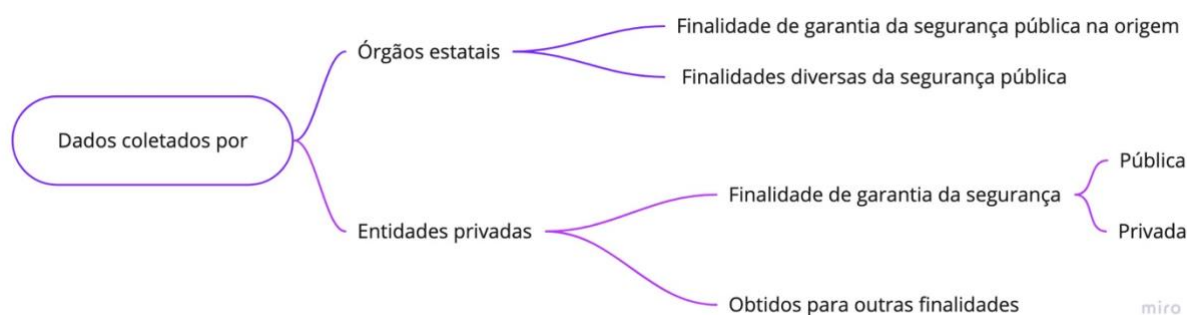 Finalidade de garantia da segurança pública na origem
Órgãos estatais
Finalidades diversas da segurança pública
Dados coletados por
Pública
Finalidade de garantia da segurança
Entidades privadas
Privada
Obtidos para outras finalidades
miro